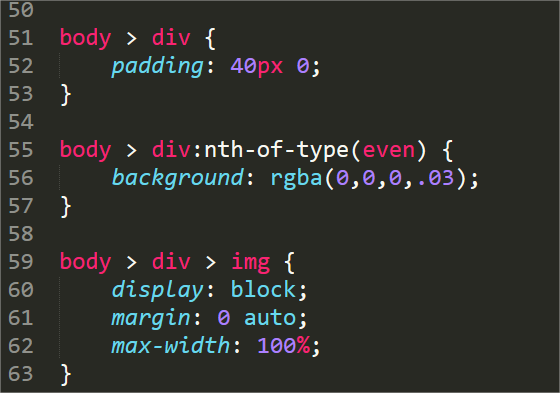 50
51 body > div {
52     padding: 40px 0;
53 }
54
55 body > div:nth-of-type(even) {
56     background: rgba(0,0,0,.03);
57 }
58
59 body > div > img {
60     display: block;
61     margin: 0 auto;
62     max-width: 100%;
63 }